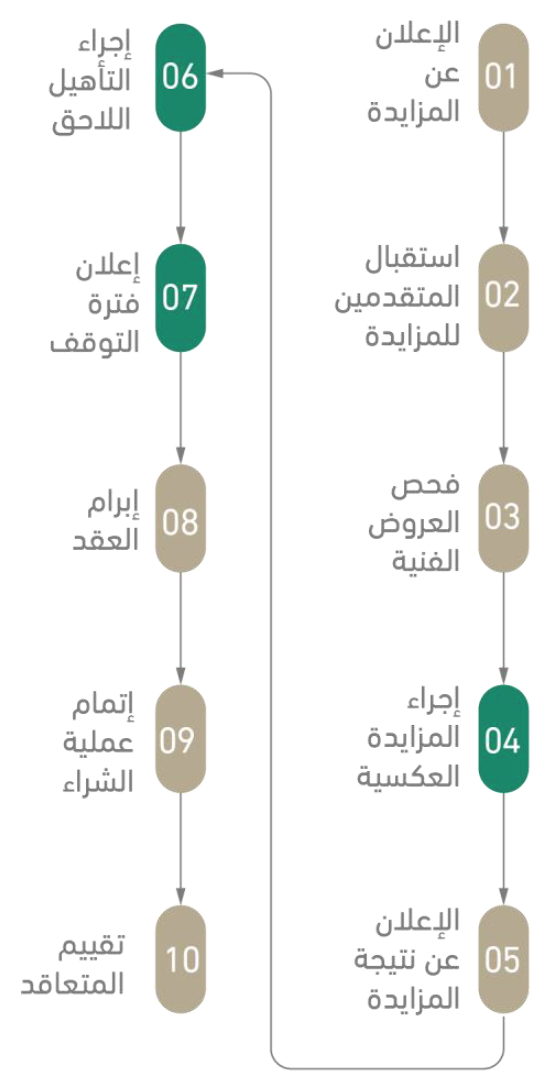 01
الإعلان
عن
المزايدة
02
استقبال
المتقدمين
للمزايدة
03
فحص
العروض
الفنية
04
إجراء
المزايدة
العكسية
05
الإعلان
عن نتيجة
المزايدة
06
إجراء
التأهيل
اللاحق
07
إعلان
فترة
التوقف
08
إبرام
العقد
09
إتمام
عملية
الشراء
10
تقييم
المتعاقد